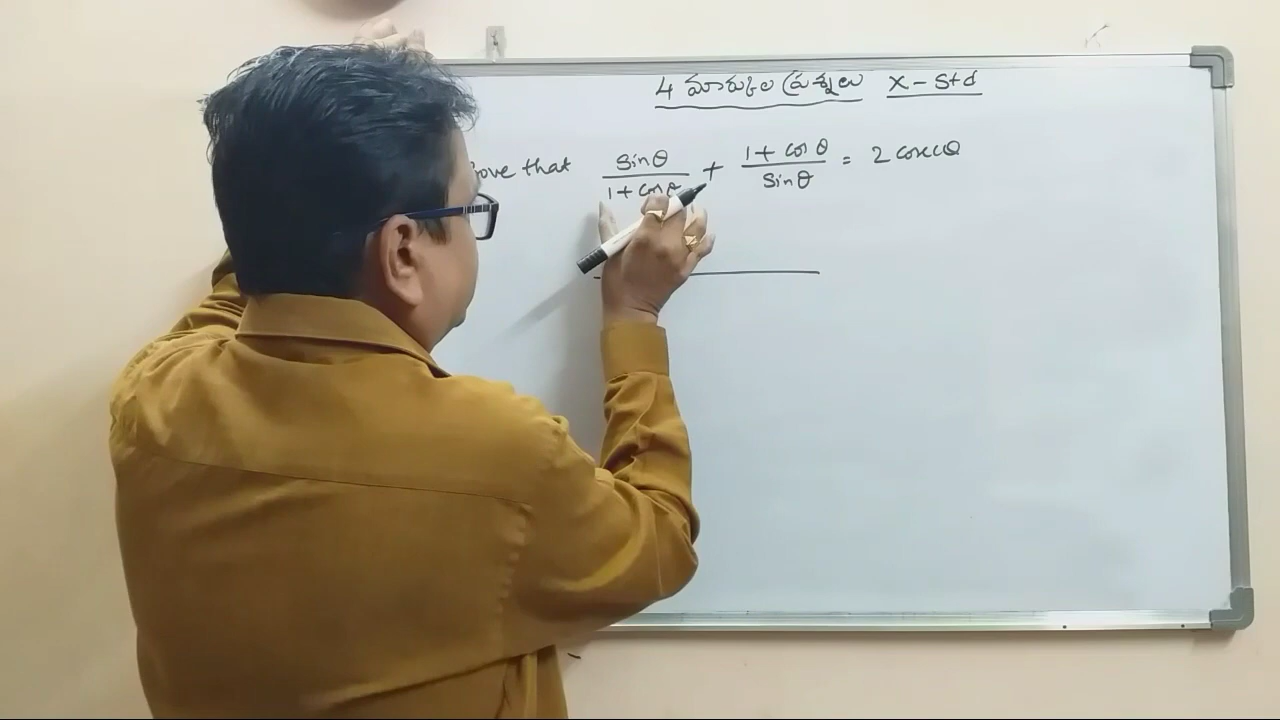 4 మార్కుల ప్రశ్నలు X - Std
ove that sinθ / 1 + cosθ + 1 + cosθ / Sinθ = 2 cosecθ